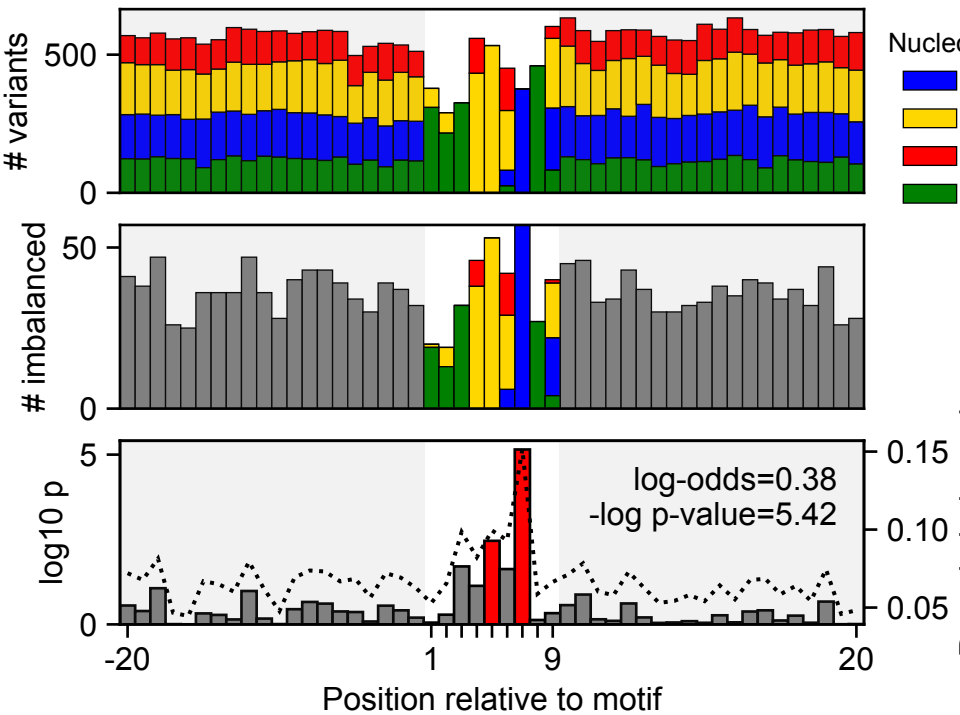 # variants
500
0
Nucleo
# imbalanced
50
0
log10 p
5
0
log-odds=0.38
-log p-value=5.42
0.15
0.10
0.05
-20
1
9
20
Position relative to motif